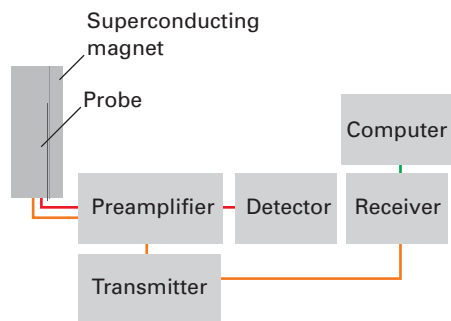 Superconducting
magnet
Probe
Computer
Preamplifier
Detector
Receiver
Transmitter